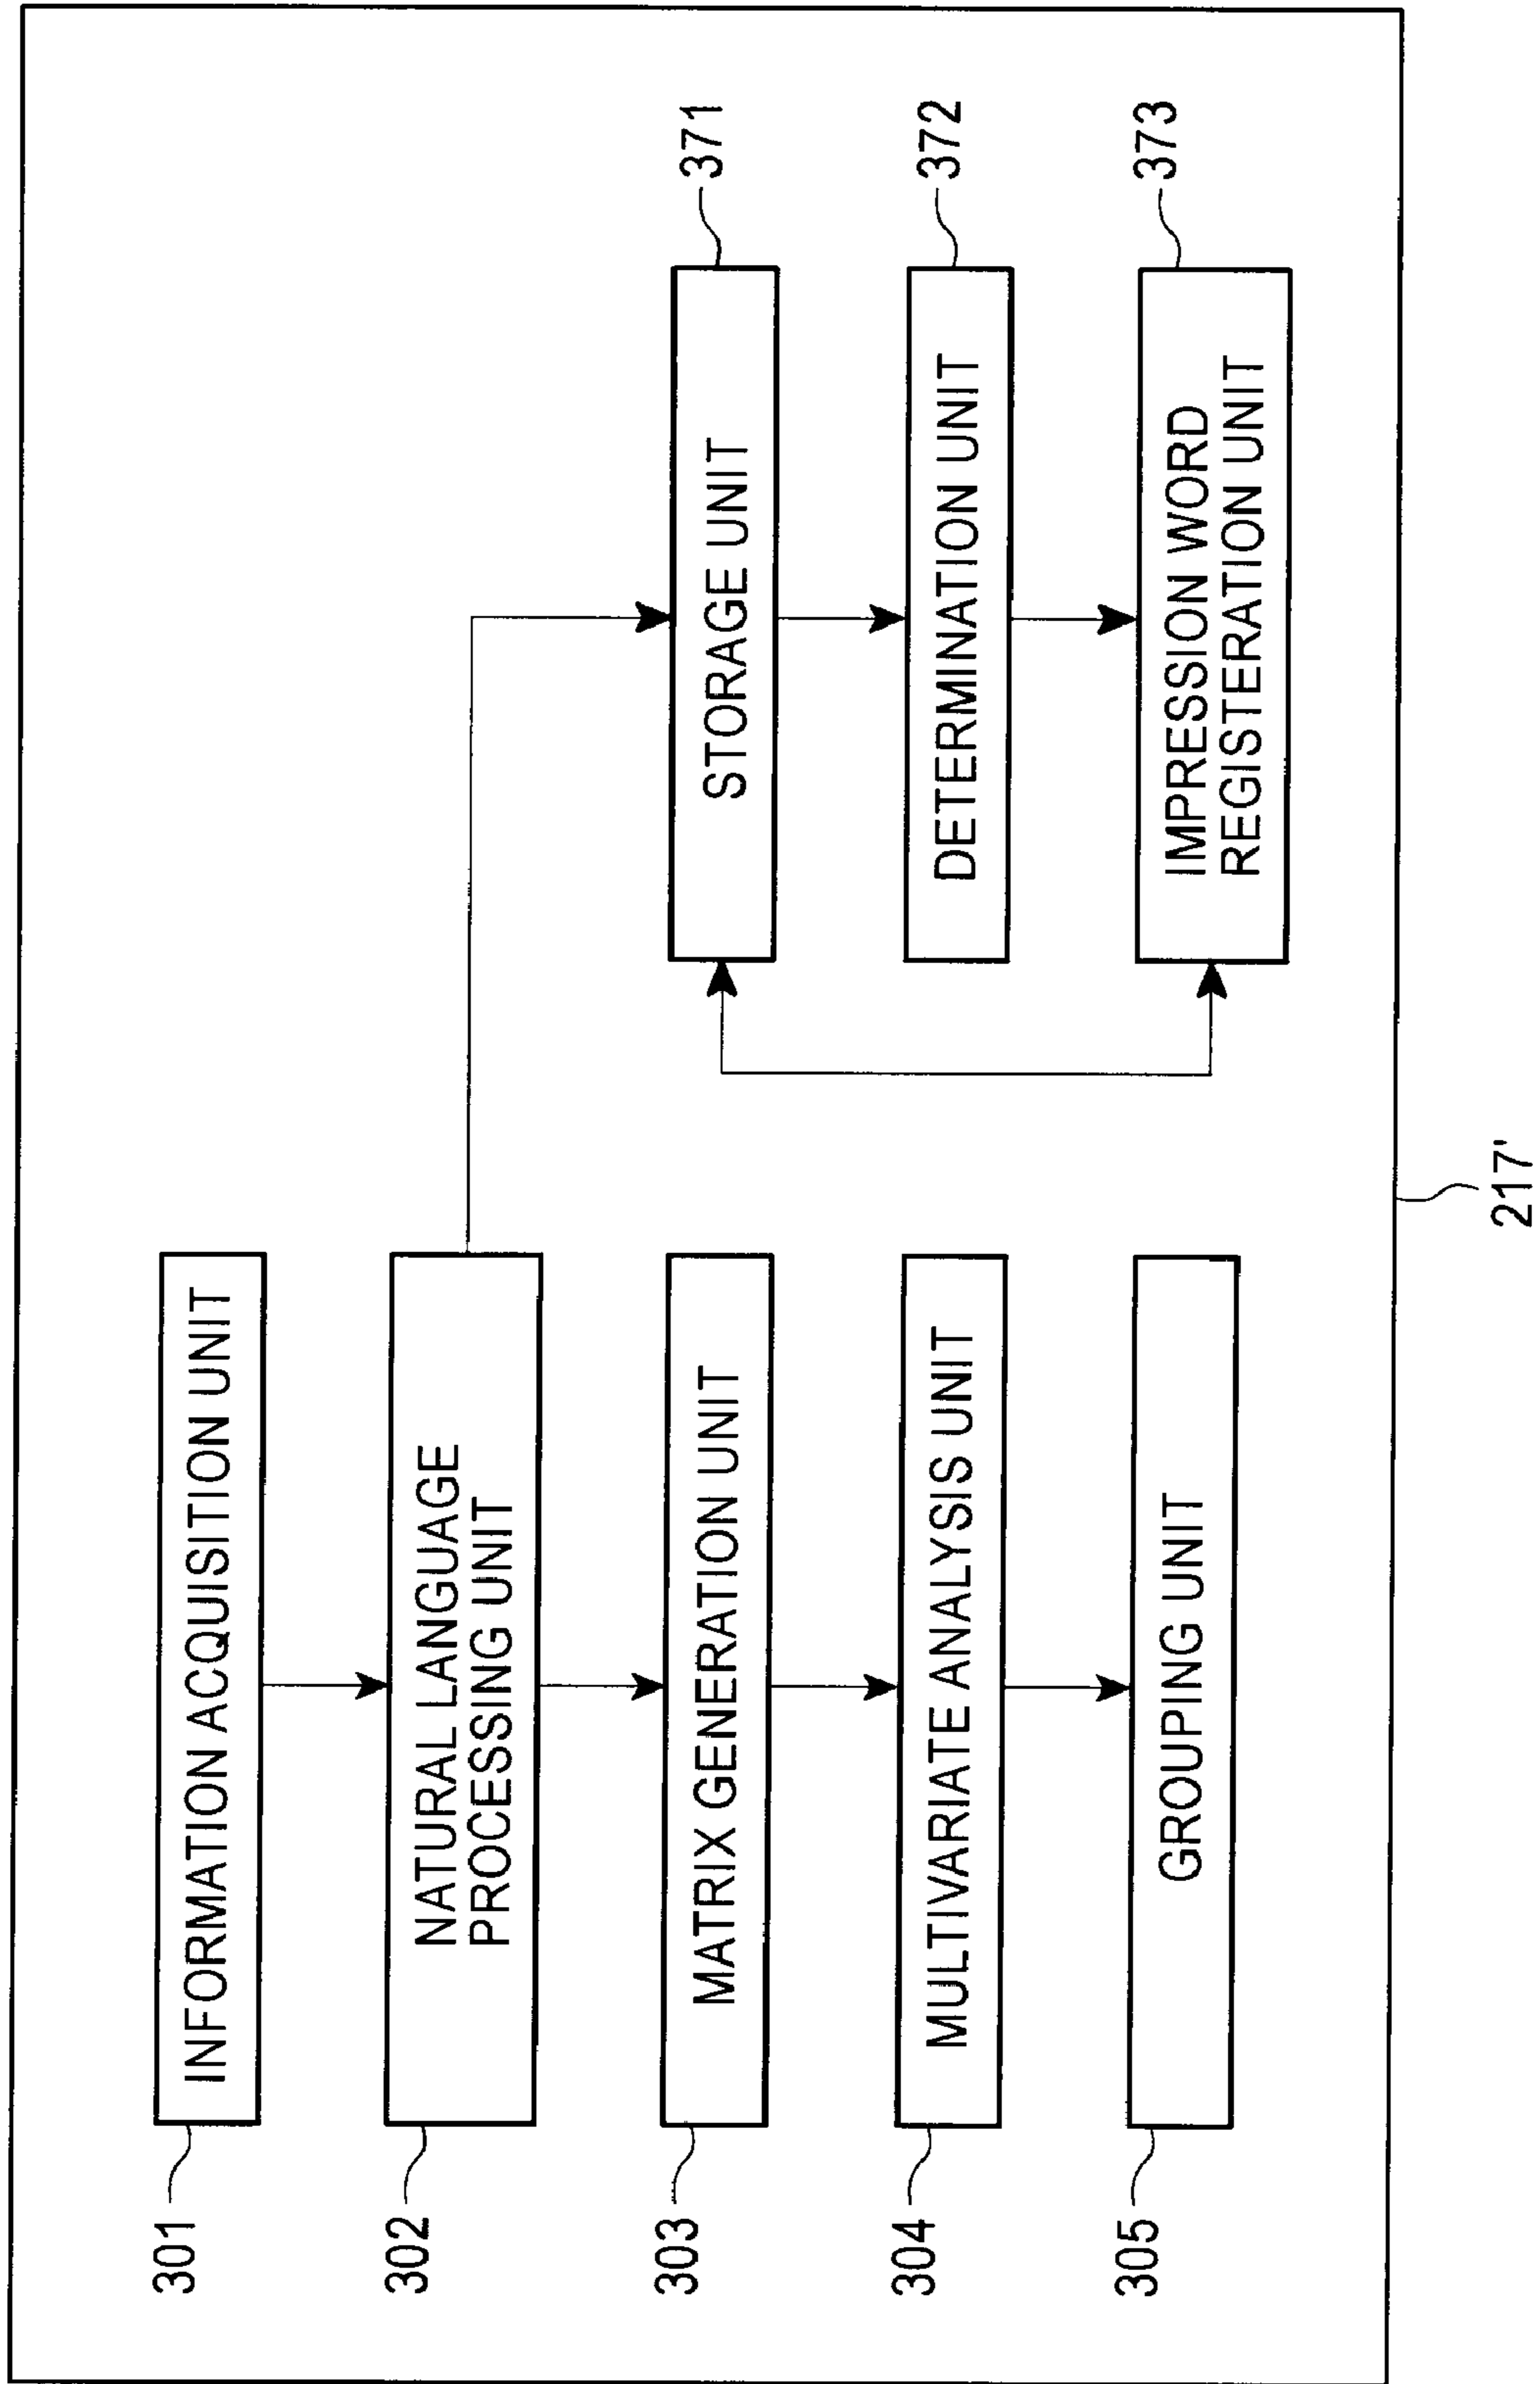 301
INFORMATION ACQUISITION UNIT
302
NATURAL LANGUAGE
PROCESSING UNIT
303
MATRIX GENERATION UNIT
304
MULTIVARIATE ANALYSIS UNIT
305
GROUPING UNIT
STORAGE UNIT
371
DETERMINATION UNIT
372
IMPRESSION WORD
REGISTERATION UNIT
373
217'